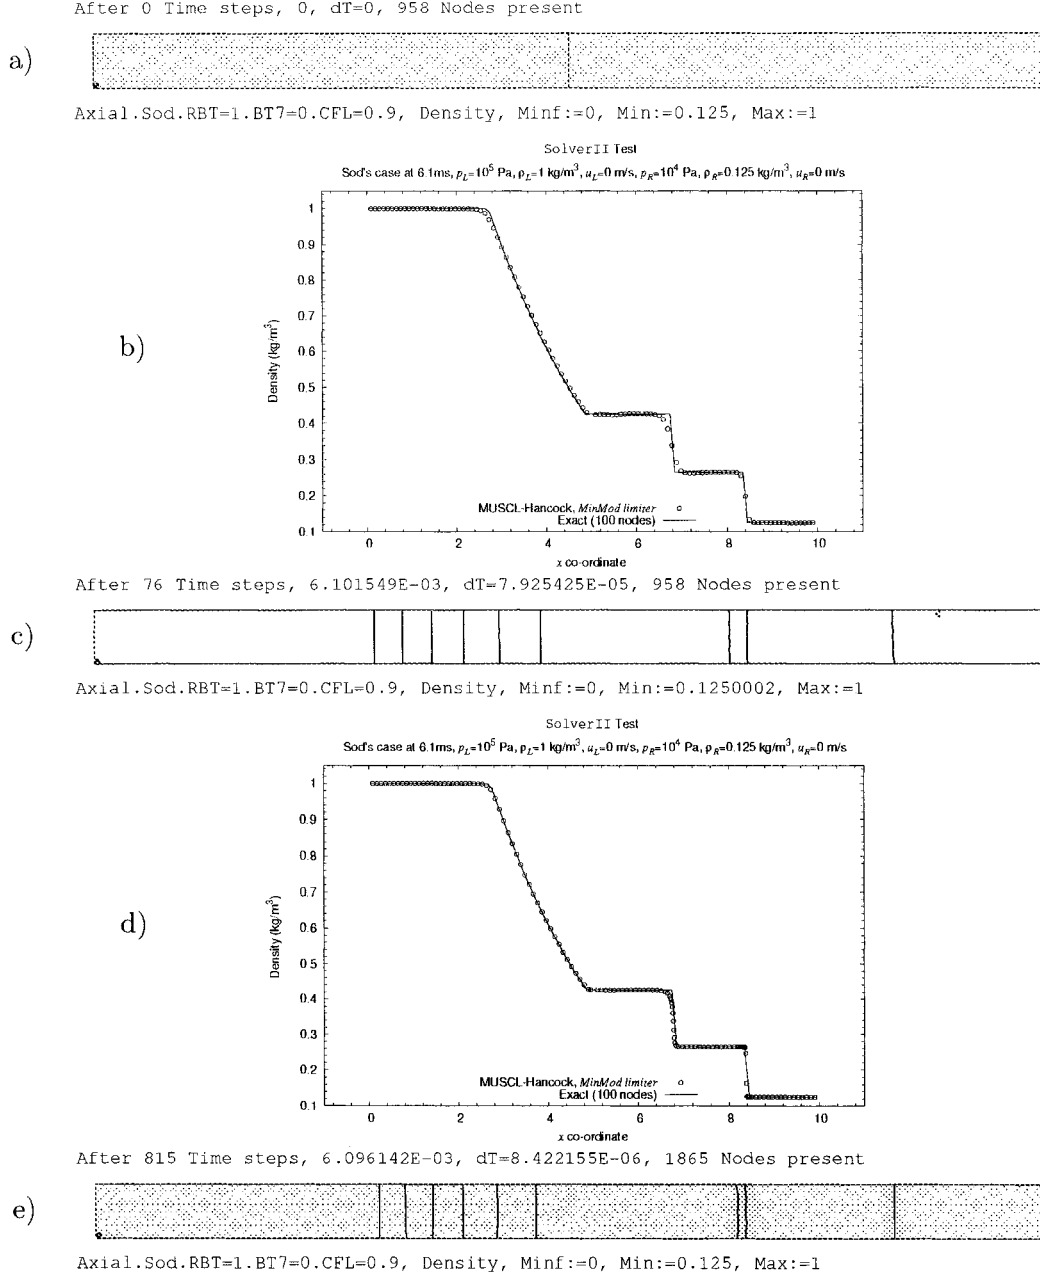 After 0 Time steps, 0, dT=0, 958 Nodes present
a)
Axial.Sod.RBT=1.BT7=0.CFL=0.9, Density, Minf:=0, Min:=0.125, Max:=1
SolverII Test
Sod's case at 6.1ms, p_L=10^5 Pa, ρ_L=1 kg/m^3, u_L=0 m/s, p_R=10^4 Pa, ρ_R=0.125 kg/m^3, u_R=0 m/s
1
0.9
0.8
0.7
b)
0.6
Density (kg/m^3)
0.5
0.4
0.3
0.2
0.1
MUSCL-Hancock, MinMod limiter
Exact (100 nodes)
0 2 4 6 8 10
x co-ordinate
After 76 Time steps, 6.101549E-03, dT=7.925425E-05, 958 Nodes present
c)
Axial.Sod.RBT=1.BT7=0.CFL=0.9, Density, Minf:=0, Min:=0.1250002, Max:=1
SolverII Test
Sod's case at 6.1ms, p_L=10^5 Pa, ρ_L=1 kg/m^3, u_L=0 m/s, p_R=10^4 Pa, ρ_R=0.125 kg/m^3, u_R=0 m/s
1
0.9
0.8
0.7
d)
0.6
Density (kg/m^3)
0.5
0.4
0.3
0.2
0.1
MUSCL-Hancock, MinMod limiter
Exact (100 nodes)
0 2 4 6 8 10
x co-ordinate
After 815 Time steps, 6.096142E-03, dT=8.422155E-06, 1865 Nodes present
e)
Axial.Sod.RBT=1.BT7=0.CFL=0.9, Density, Minf:=0, Min:=0.125, Max:=1